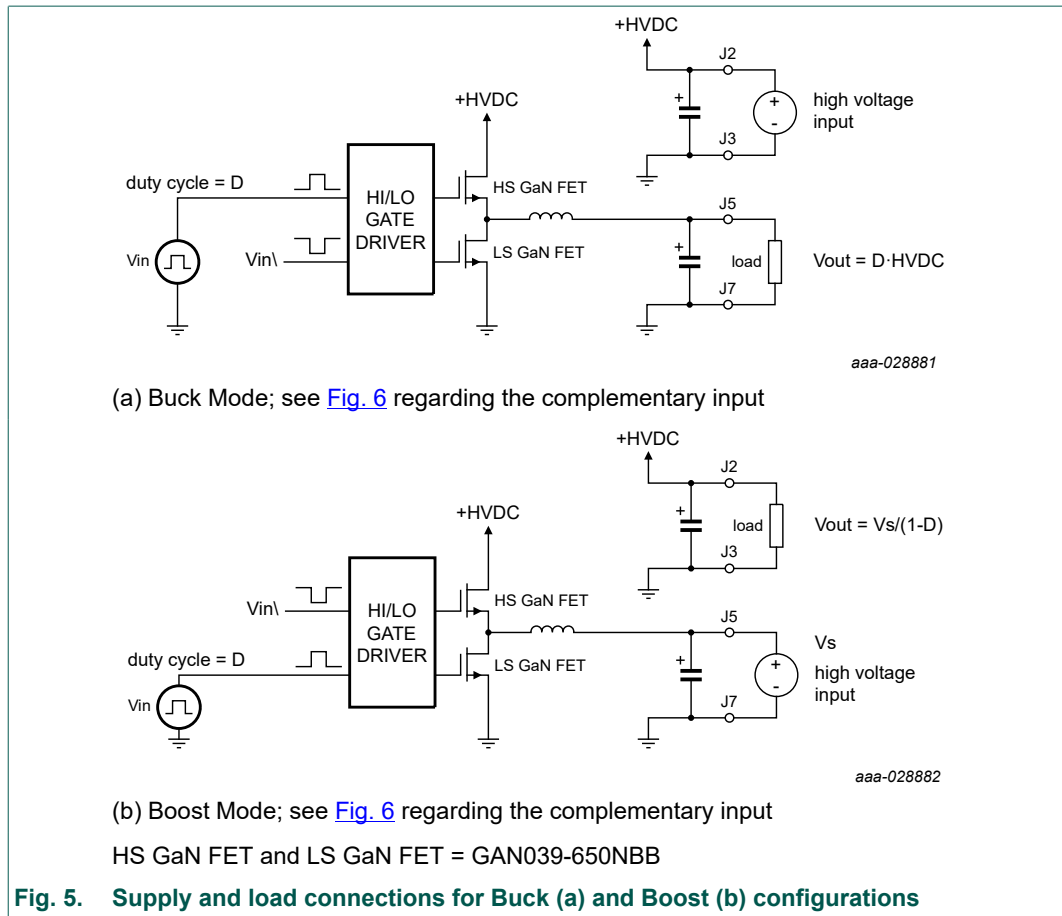 +HVDC
J2
+
+
-
high voltage
input
J3
+HVDC
duty cycle = D
HI/LO
GATE
DRIVER
HS GaN FET
Vin
Vin\
LS GaN FET
J5
+
load
Vout = D·HVDC
J7
aaa-028881
(a) Buck Mode; see Fig. 6 regarding the complementary input
+HVDC
J2
+
load
Vout = Vs/(1-D)
J3
+HVDC
Vin\
HI/LO
GATE
DRIVER
HS GaN FET
duty cycle = D
Vin
LS GaN FET
J5
+
+
-
Vs
high voltage
input
J7
aaa-028882
(b) Boost Mode; see Fig. 6 regarding the complementary input
HS GaN FET and LS GaN FET = GAN039-650NBB
Fig. 5. Supply and load connections for Buck (a) and Boost (b) configurations